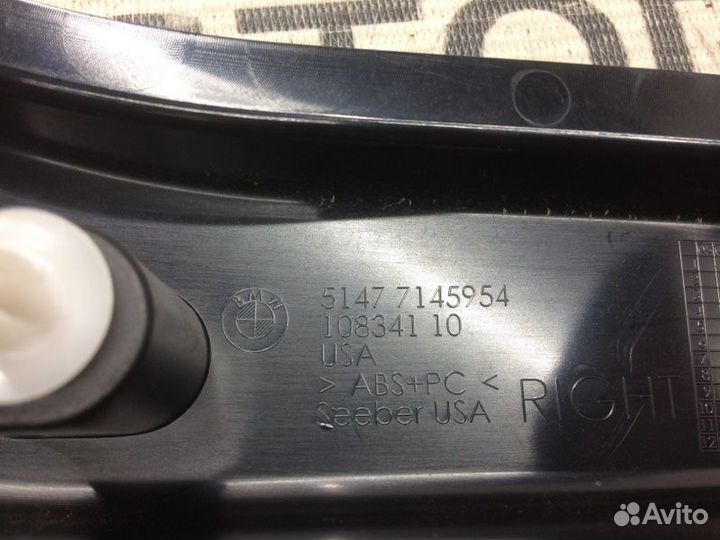 BMW
5147 7145954
108341 10
USA
> ABS+PC <
Seeber USA
RIGHT
Avito